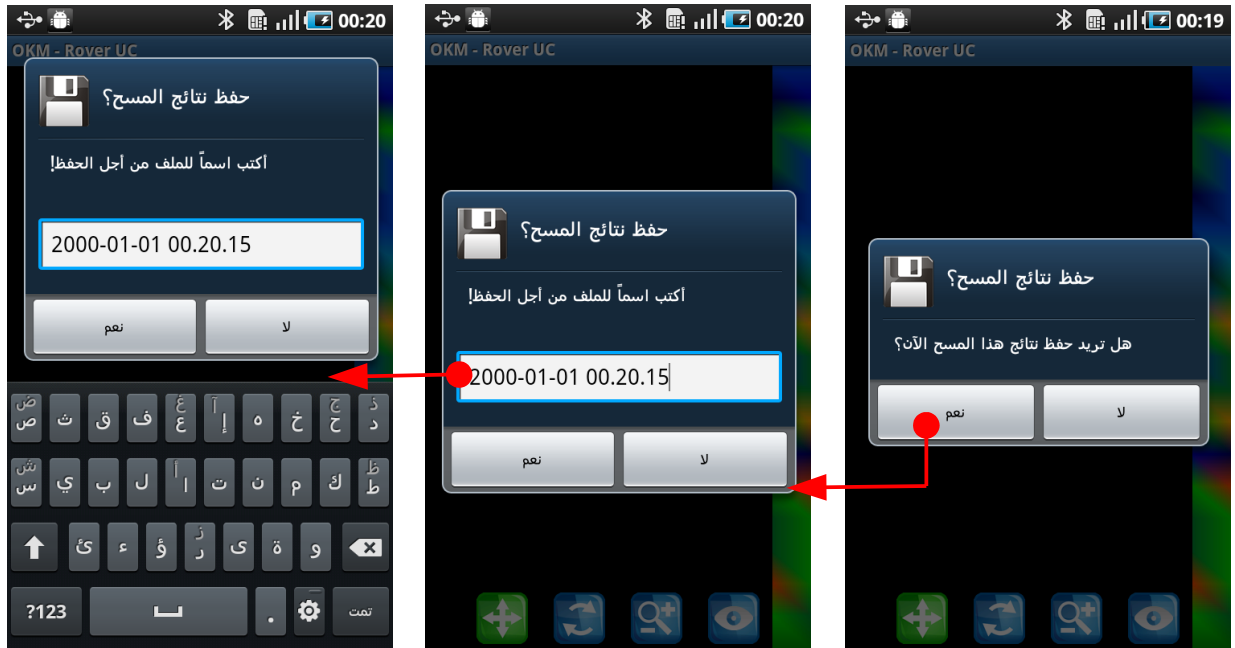 00:20
OKM - Rover UC
حفظ نتائج المسح؟
أكتب اسماً للملف من أجل الحفظ!
2000-01-01 00.20.15
نعم
لا
ض ص ث ق ف غ ع آ إ ه خ ج ح ذ د
ش س ي ب ل أ ا ت ن م ك ظ ط
ئ ء ؤ ز ر ى ة و
?123
.
تمت
00:20
OKM - Rover UC
حفظ نتائج المسح؟
أكتب اسماً للملف من أجل الحفظ!
2000-01-01 00.20.15
نعم
لا
00:19
OKM - Rover UC
حفظ نتائج المسح؟
هل تريد حفظ نتائج هذا المسح الآن؟
نعم
لا